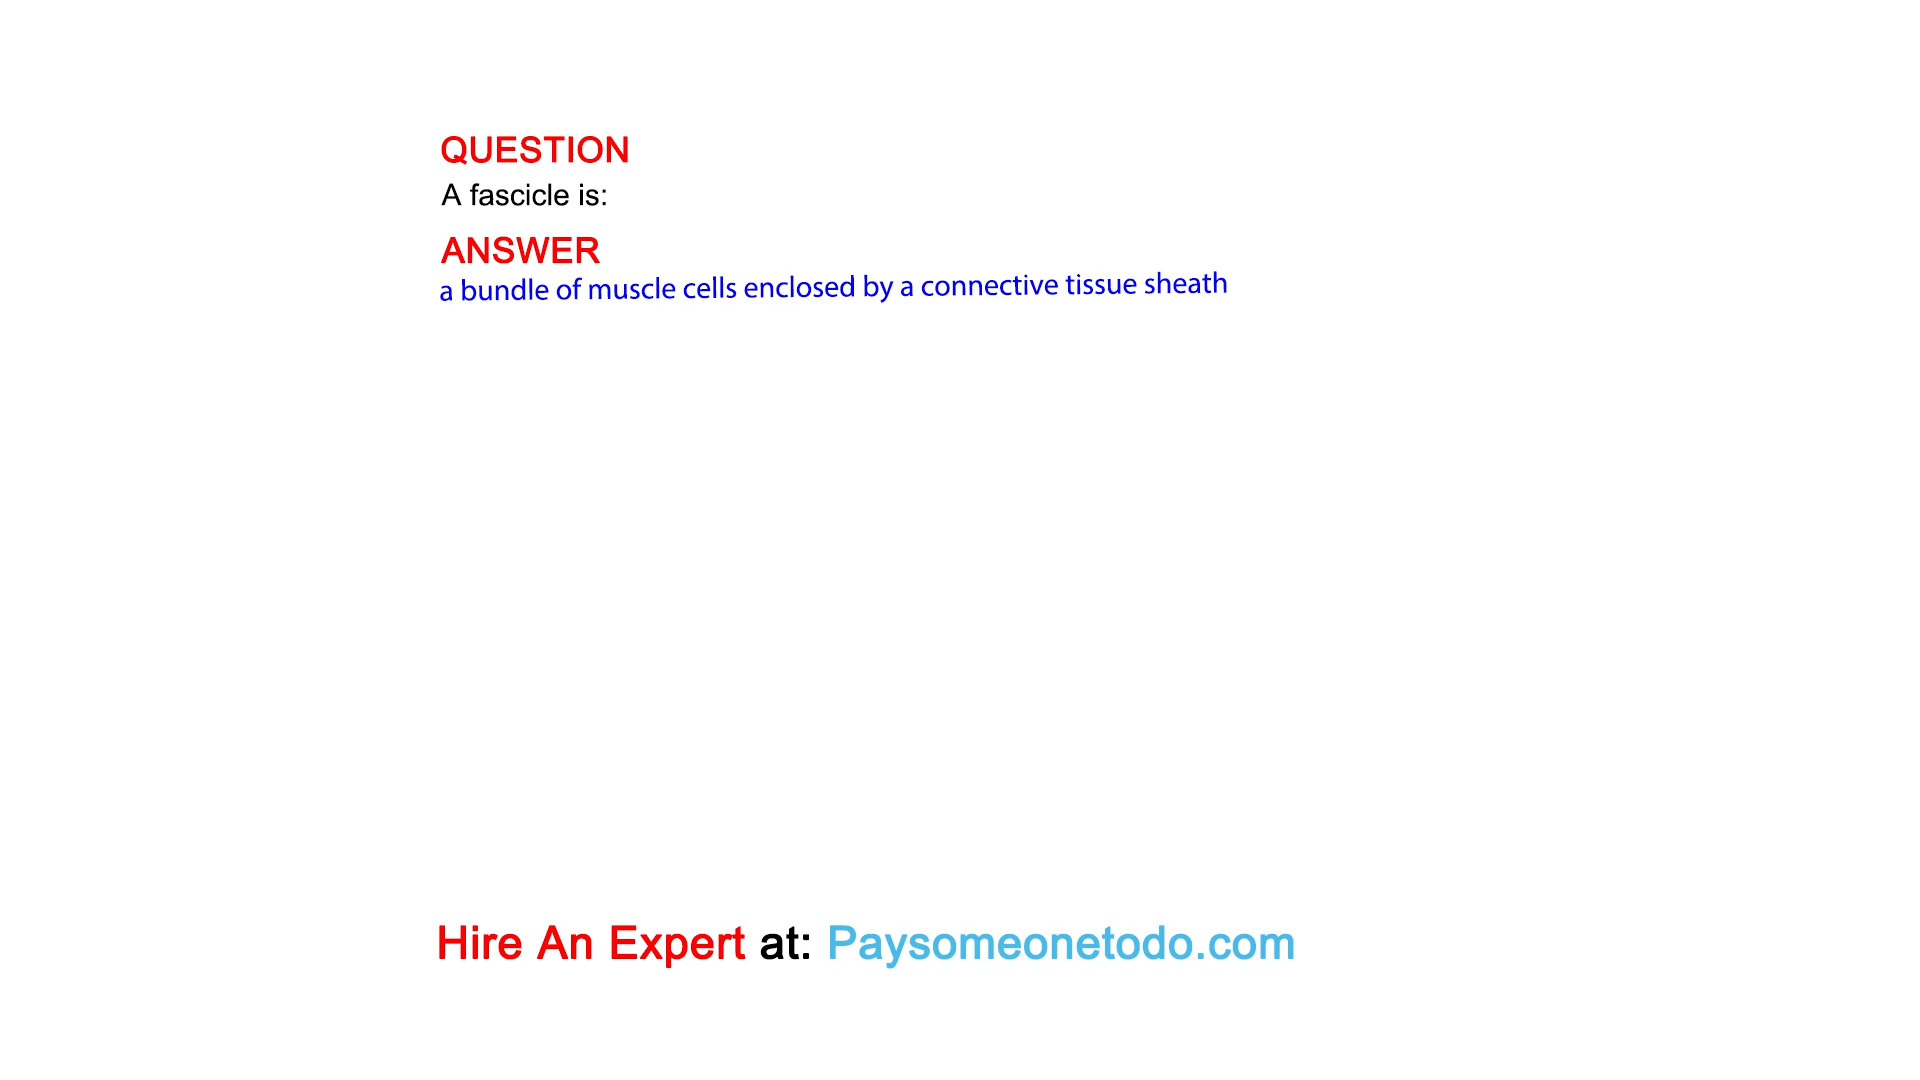 QUESTION
A fascicle is:
ANSWER
a bundle of muscle cells enclosed by a connective tissue sheath
Hire An Expert at: Paysomeonetodo.com